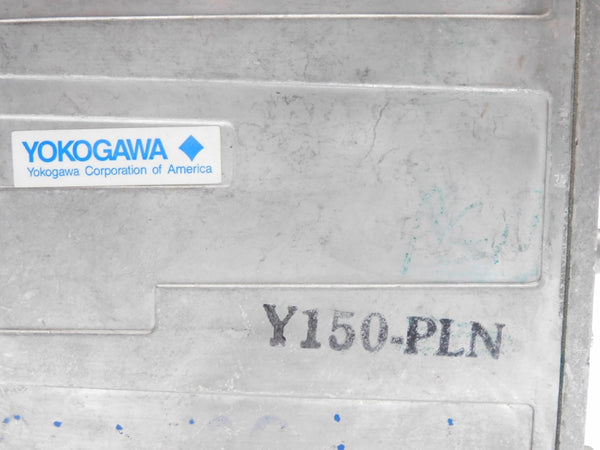 YOKOGAWA
Yokogawa Corporation of America
Y150-PLN